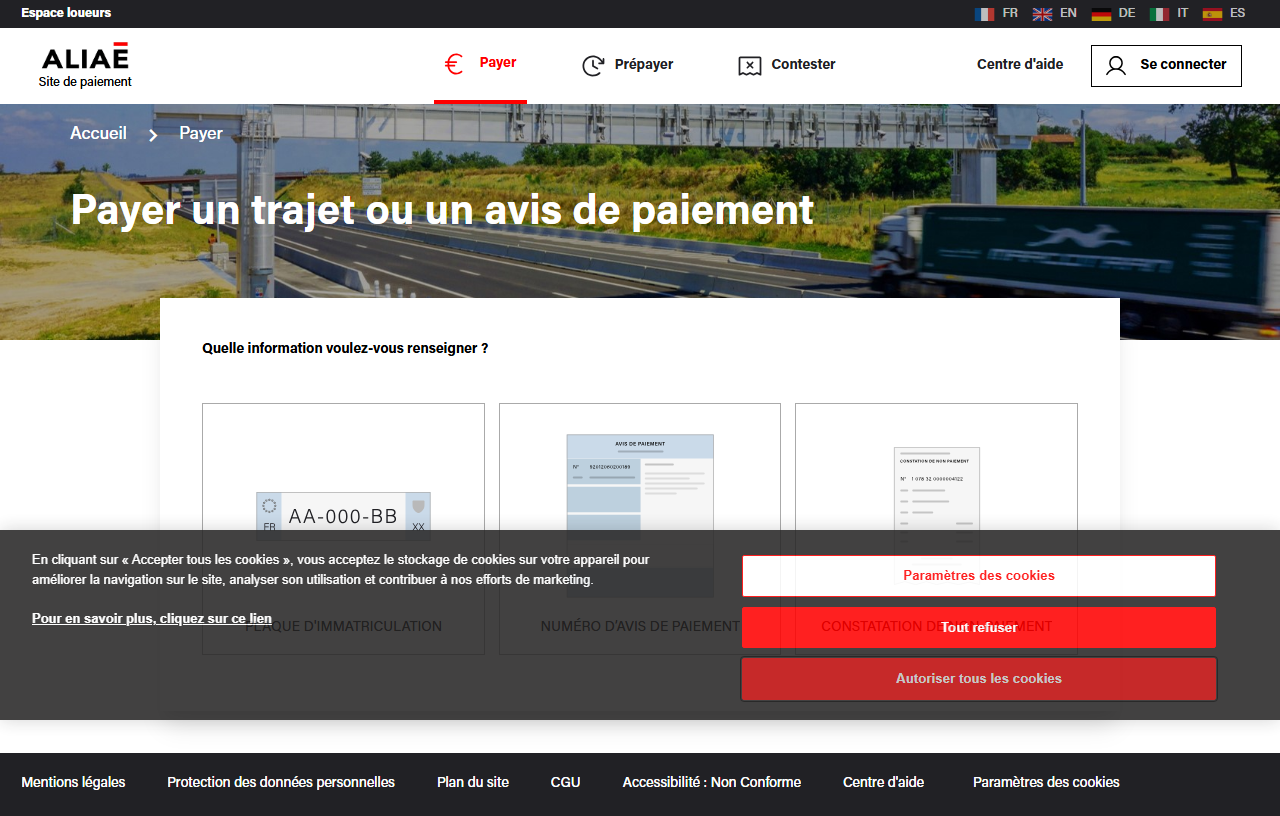 Espace loueurs
FR EN DE IT ES
ALIAE
Site de paiement
Payer
Prépayer
Contester
Centre d'aide
Se connecter
Accueil
Payer
Payer un trajet ou un avis de paiement
Quelle information voulez-vous renseigner ?
AA-000-BB
FR
XX
AVIS DE PAIEMENT
N° 92012060200189
CONSTATION DE NON PAIEMENT
N° 1 078 32 0000004122
PLAQUE D'IMMATRICULATION
NUMÉRO D'AVIS DE PAIEMENT
CONSTATATION DE NON PAIEMENT
En cliquant sur « Accepter tous les cookies », vous acceptez le stockage de cookies sur votre appareil pour
améliorer la navigation sur le site, analyser son utilisation et contribuer à nos efforts de marketing.
Pour en savoir plus, cliquez sur ce lien
Paramètres des cookies
Tout refuser
Autoriser tous les cookies
Mentions légales
Protection des données personnelles
Plan du site
CGU
Accessibilité : Non Conforme
Centre d'aide
Paramètres des cookies